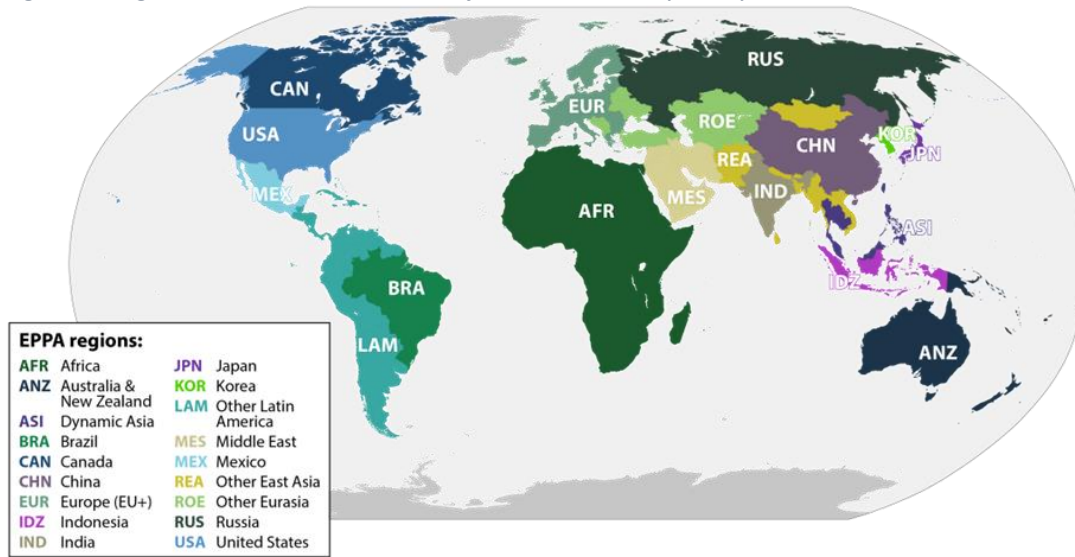 CAN
USA
MEX
BRA
LAM
EUR
RUS
ROE
KOR
JPN
CHN
REA
IND
MES
AFR
ASI
IDZ
ANZ
EPPA regions:
AFR Africa
ANZ Australia &
New Zealand
ASI Dynamic Asia
BRA Brazil
CAN Canada
CHN China
EUR Europe (EU+)
IDZ Indonesia
IND India
JPN Japan
KOR Korea
LAM Other Latin
America
MES Middle East
MEX Mexico
REA Other East Asia
ROE Other Eurasia
RUS Russia
USA United States